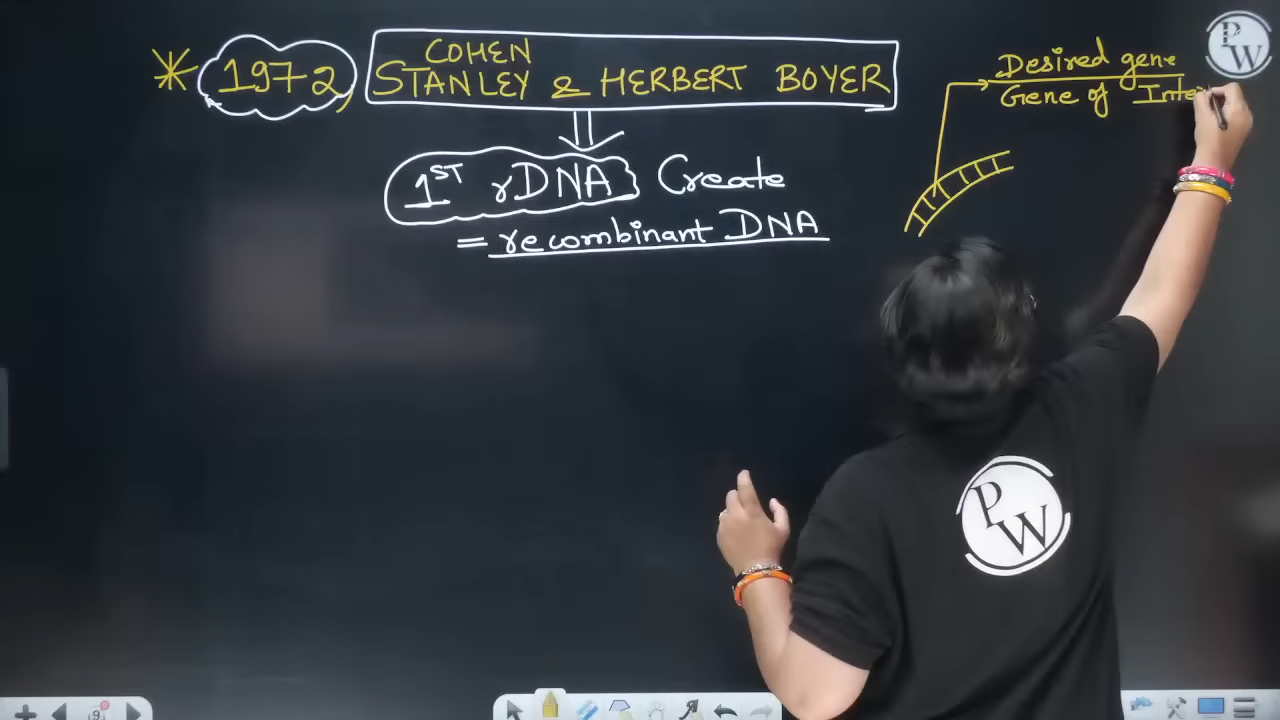 * 1972, COHEN
STANLEY & HERBERT BOYER
1ST rDNA} Create
= recombinant DNA
Desired gene
Gene of Inte
PW
PW